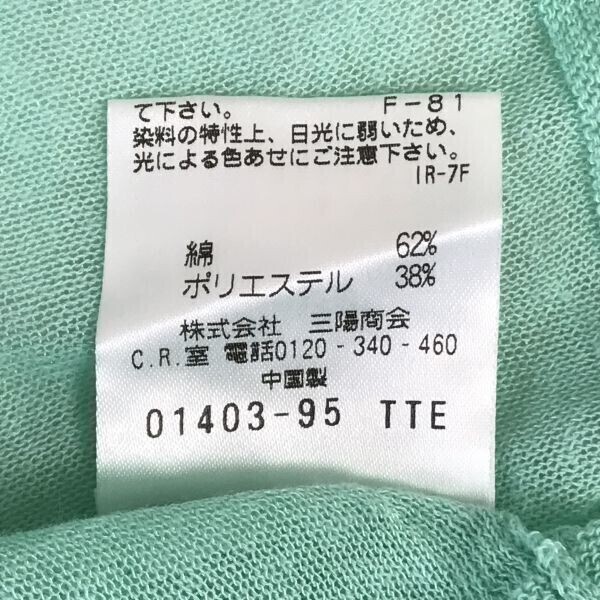 て下さい。 F-81
染料の特性上、日光に弱いため、
光による色あせにご注意下さい。
IR-7F
綿 62%
ポリエステル 38%
株式会社 三陽商会
C.R.室 電話0120-340-460
中国製
01403-95 TTE